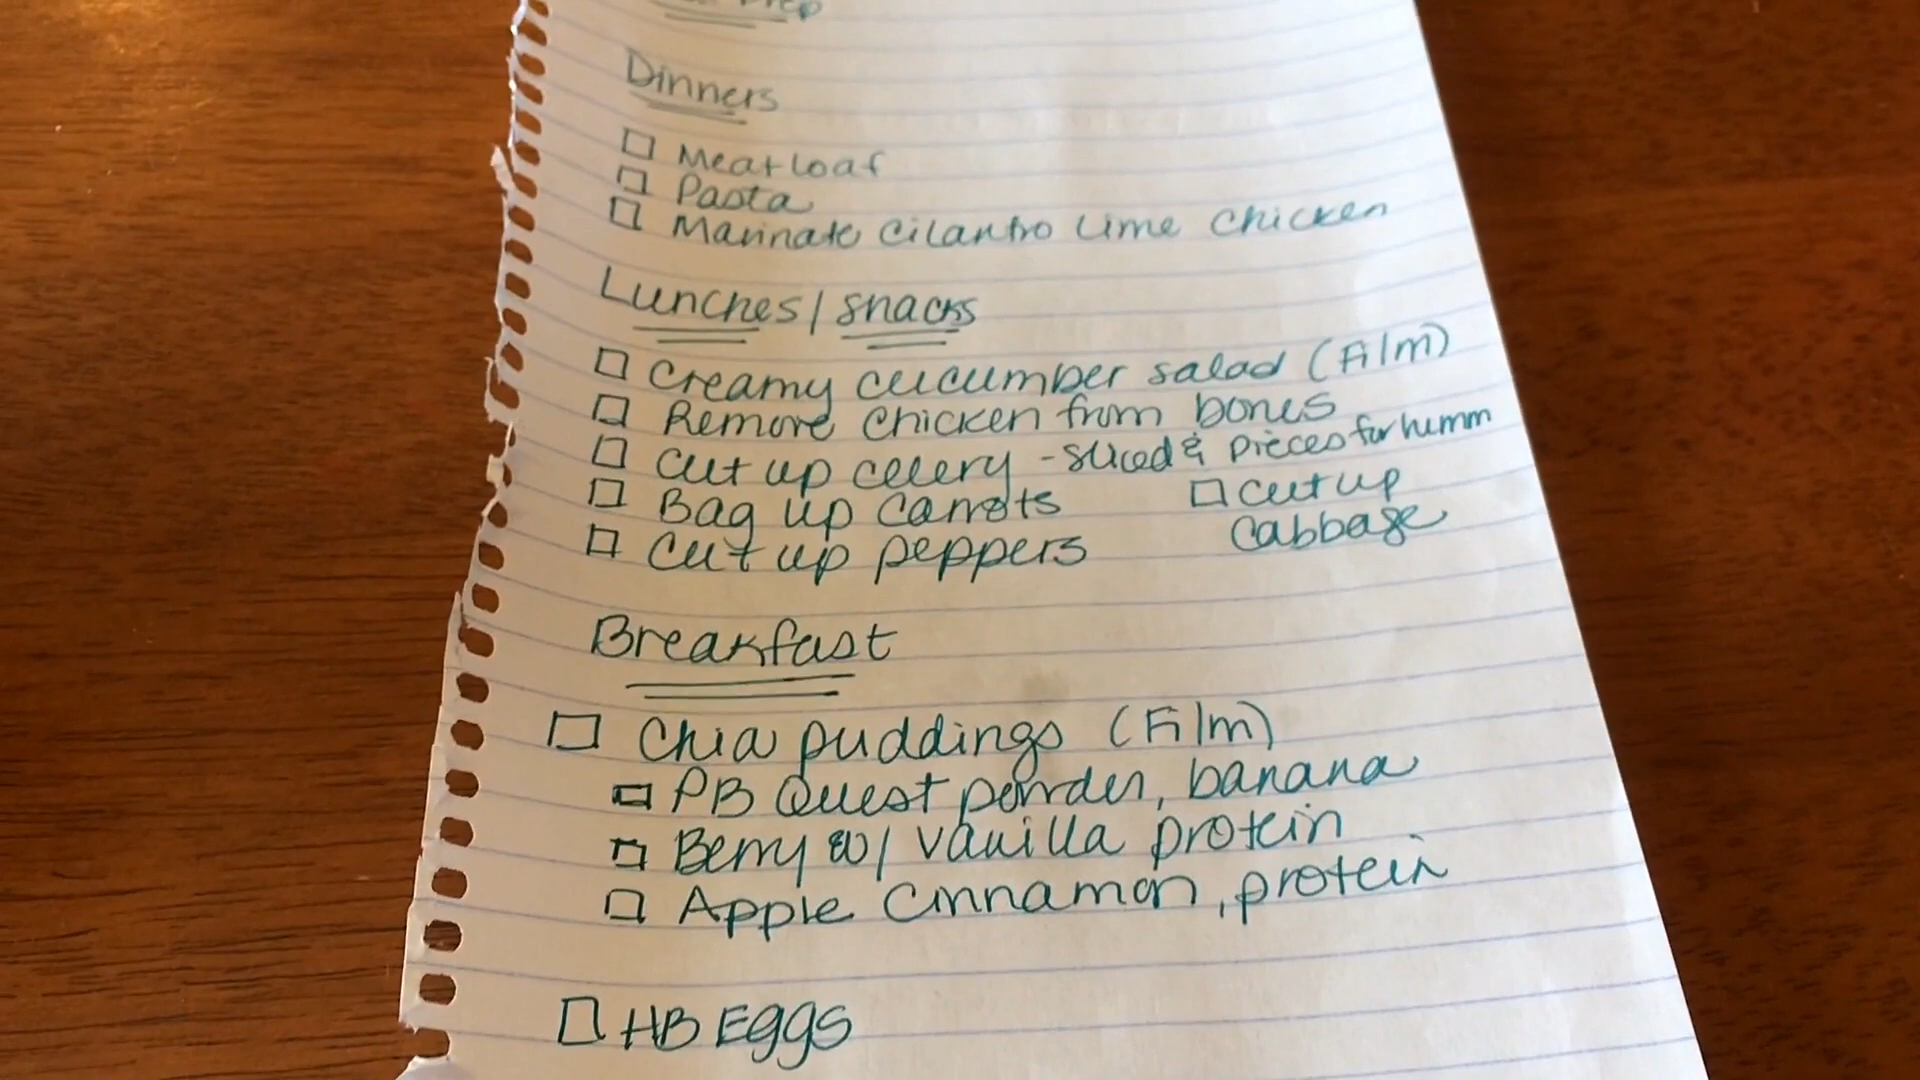 Prep
Dinners
Meatloaf
Pasta
Marinate Cilantro Lime Chicken
Lunches/snacks
Creamy cucumber salad (Film)
Remove chicken from bones
Cut up celery - sliced & pieces for humm
Bag up carrots
Cut up
cabbage
Cut up peppers
Breakfast
Chia puddings (Film)
PB Quest powder, banana
Berry w/ vanilla protein
Apple Cinnamon, protein
HB Eggs